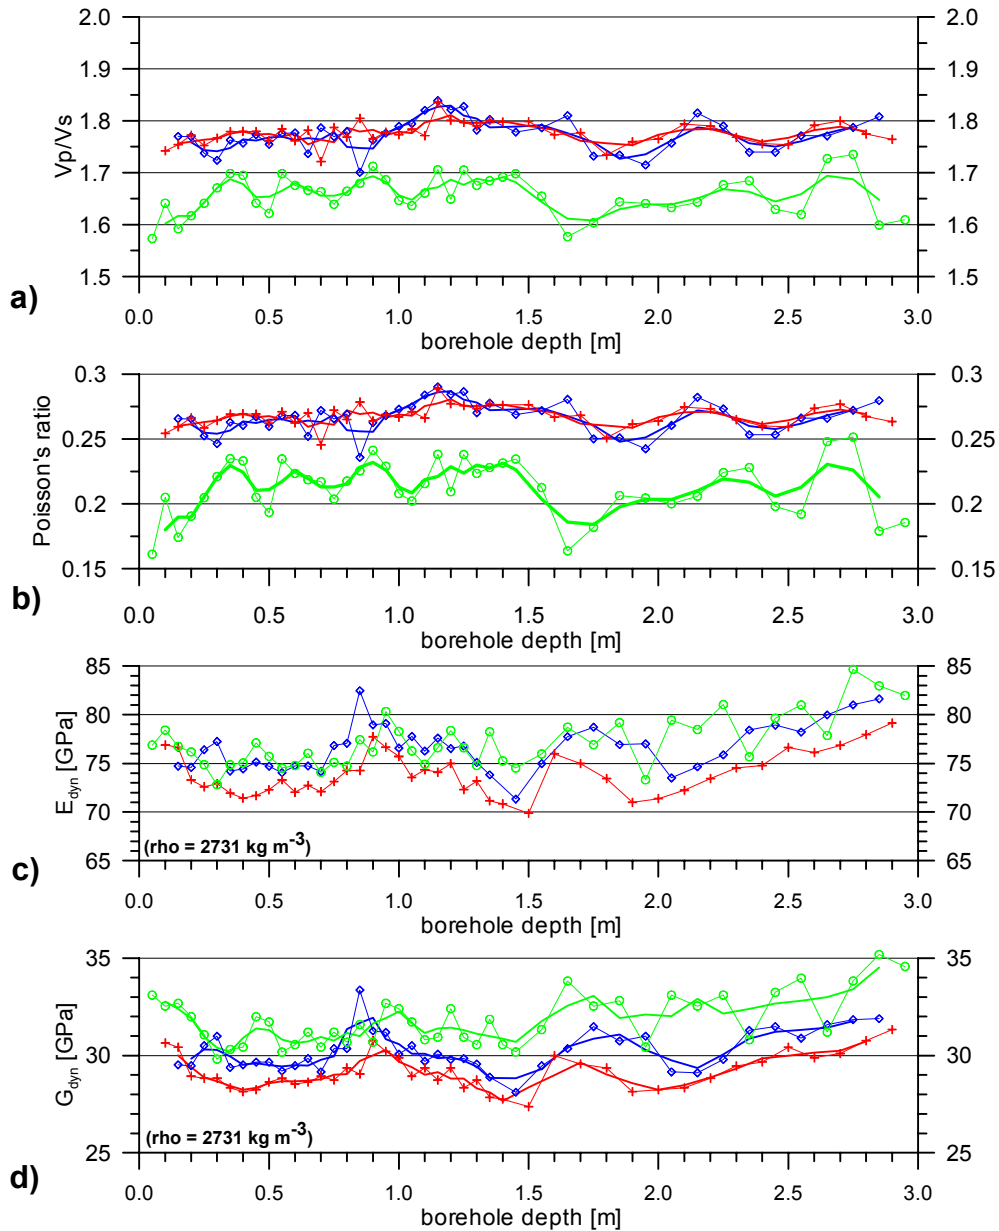 2.0 2.0
1.9 1.9
1.8 1.8
Vp/Vs
1.7 1.7
1.6 1.6
1.5 1.5
a)
0.0 0.5 1.0 1.5 2.0 2.5 3.0
borehole depth [m]
0.3 0.3
0.25 0.25
Poisson's ratio
0.2 0.2
0.15 0.15
b)
0.0 0.5 1.0 1.5 2.0 2.5 3.0
borehole depth [m]
85 85
80 80
75 75
E_dyn [GPa]
70 70
(rho = 2731 kg m^-3)
65 65
c)
0.0 0.5 1.0 1.5 2.0 2.5 3.0
borehole depth [m]
35 35
30 30
G_dyn [GPa]
(rho = 2731 kg m^-3)
25 25
d)
0.0 0.5 1.0 1.5 2.0 2.5 3.0
borehole depth [m]